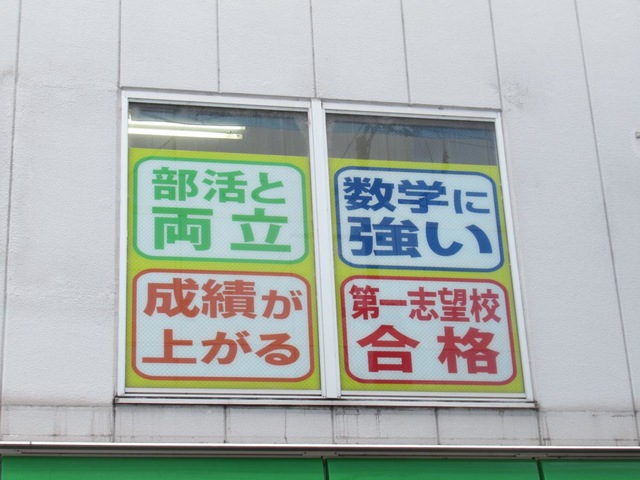 部活と
両立
成績が
上がる
数学に
強い
第一志望校
合格